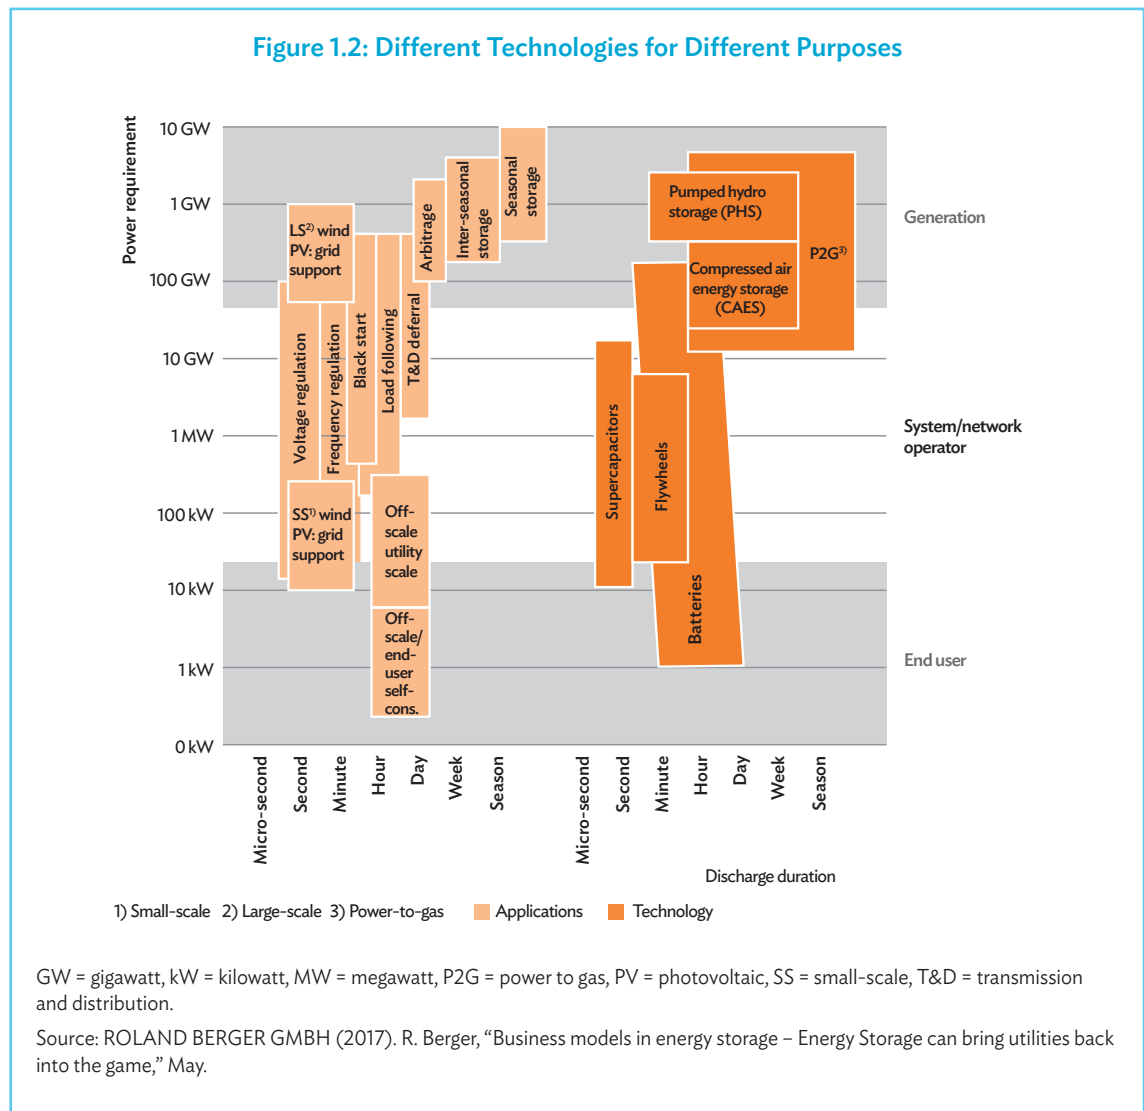 Figure 1.2: Different Technologies for Different Purposes
Power requirement
10 GW
1 GW
100 GW
10 GW
1 MW
100 kW
10 kW
1 kW
0 kW
LS2) wind
PV: grid
support
Voltage regulation
Frequency regulation
SS1) wind
PV: grid
support
Black start
Load following
T&D deferral
Off-
scale
utility
scale
Off-
scale/
end-
user
self-
cons.
Arbitrage
Inter-seasonal
storage
Seasonal
storage
Supercapacitors
Flywheels
Batteries
Pumped hydro
storage (PHS)
Compressed air
energy storage
(CAES)
P2G3)
Generation
System/network
operator
End user
Micro-second
Second
Minute
Hour
Day
Week
Season
Micro-second
Second
Minute
Hour
Day
Week
Season
Discharge duration
1) Small-scale 2) Large-scale 3) Power-to-gas Applications Technology
GW = gigawatt, kW = kilowatt, MW = megawatt, P2G = power to gas, PV = photovoltaic, SS = small-scale, T&D = transmission
and distribution.
Source: ROLAND BERGER GMBH (2017). R. Berger, “Business models in energy storage – Energy Storage can bring utilities back
into the game,” May.